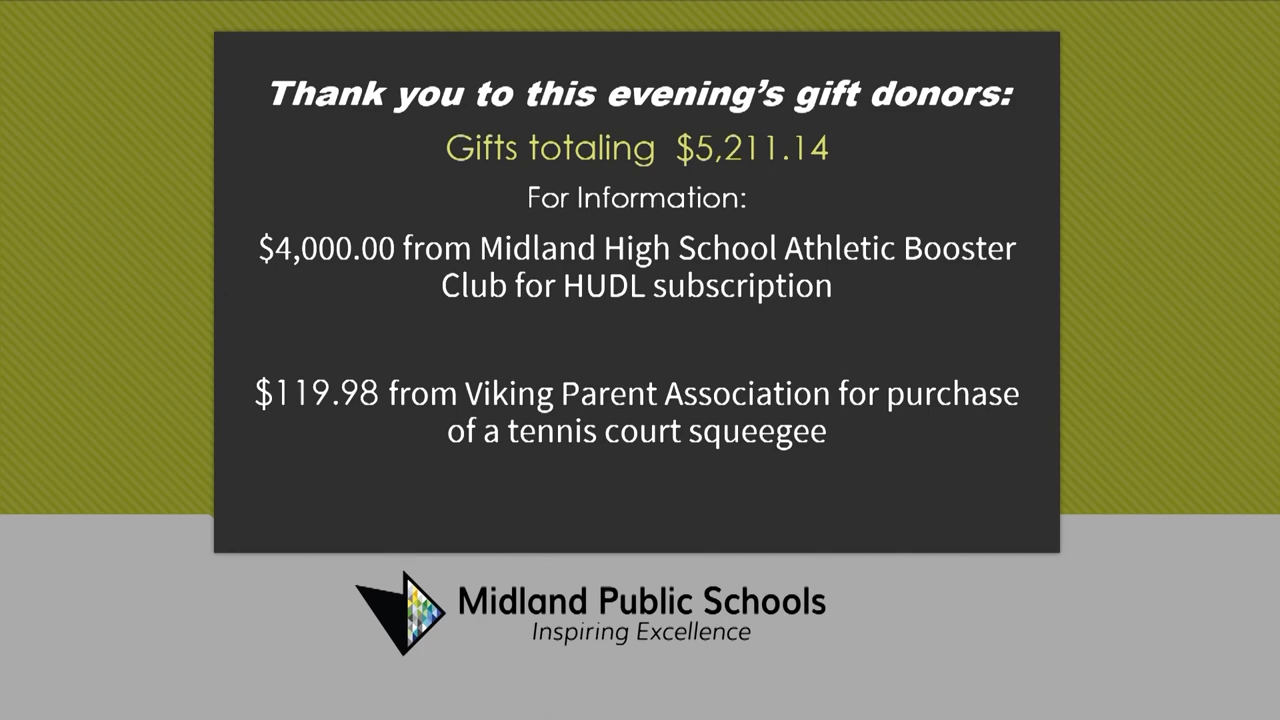 Thank you to this evening’s gift donors:
Gifts totaling $5,211.14
For Information:
$4,000.00 from Midland High School Athletic Booster
Club for HUDL subscription
$119.98 from Viking Parent Association for purchase
of a tennis court squeegee
Midland Public Schools
Inspiring Excellence